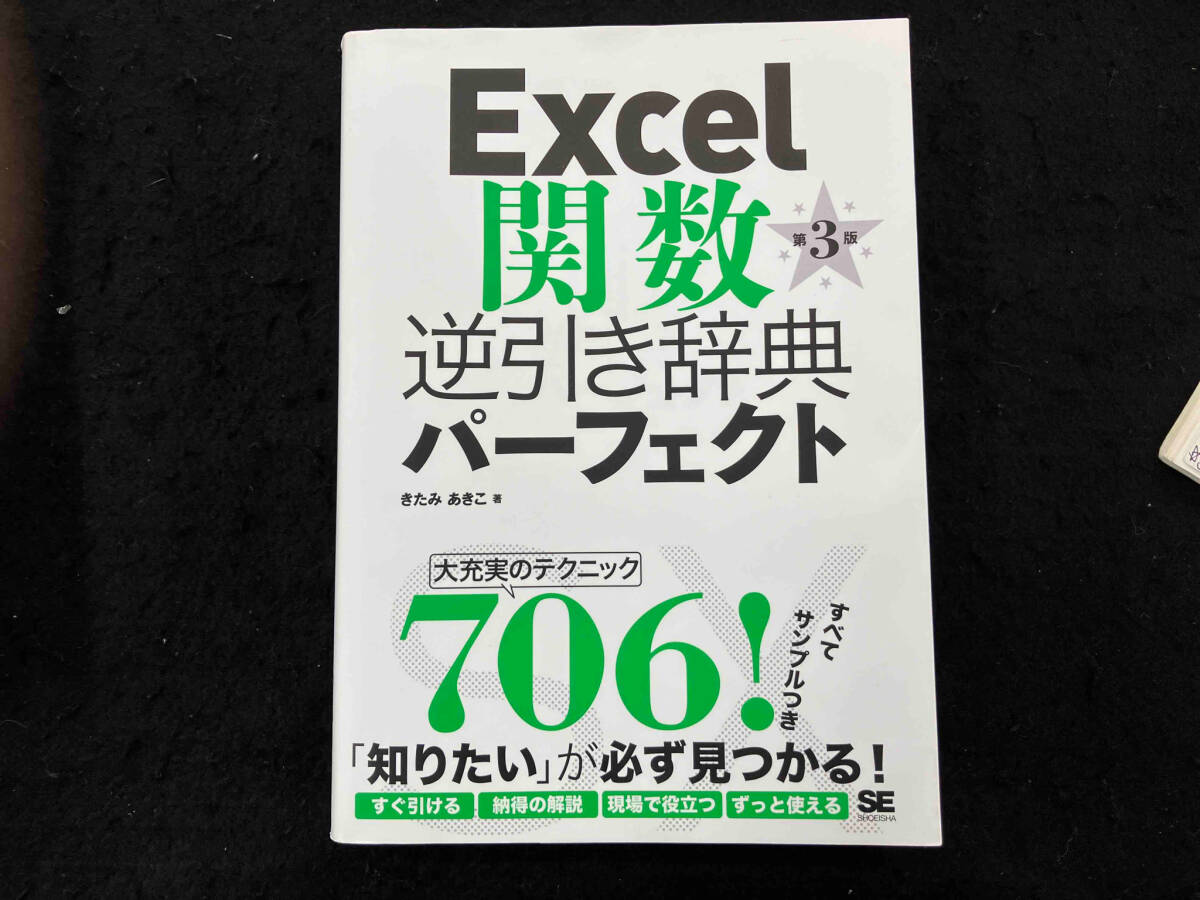 Excel
関数
第3版
逆引き辞典
パーフェクト
きたみ あきこ 著
大充実のテクニック
706!
すべて
サンプルつき
「知りたい」が必ず見つかる!
すぐ引ける 納得の解説 現場で役立つ ずっと使える
SE
SHOEISHA